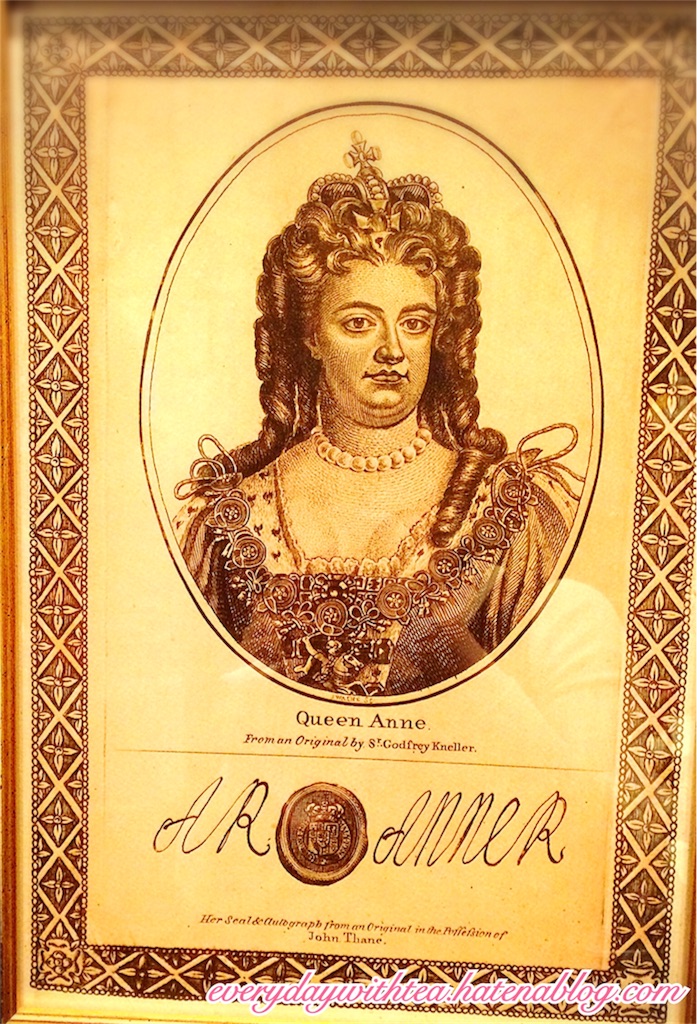 Queen Anne.
From an Original by Sr. Godfrey Kneller.
AR ANNER
Her Seal & Autograph from an Original in the Poſseſsion of
John Thane.
everydaywithtea.hatenablog.com